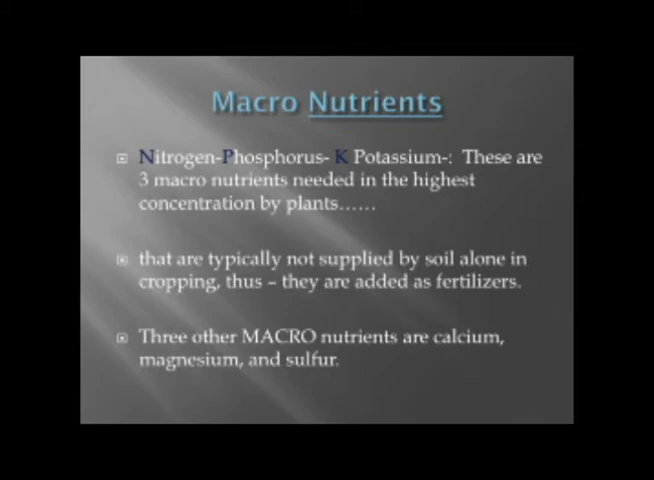 Macro Nutrients
Nitrogen-Phosphorus- K Potassium-: These are
3 macro nutrients needed in the highest
concentration by plants……
that are typically not supplied by soil alone in
cropping, thus – they are added as fertilizers.
Three other MACRO nutrients are calcium,
magnesium, and sulfur.